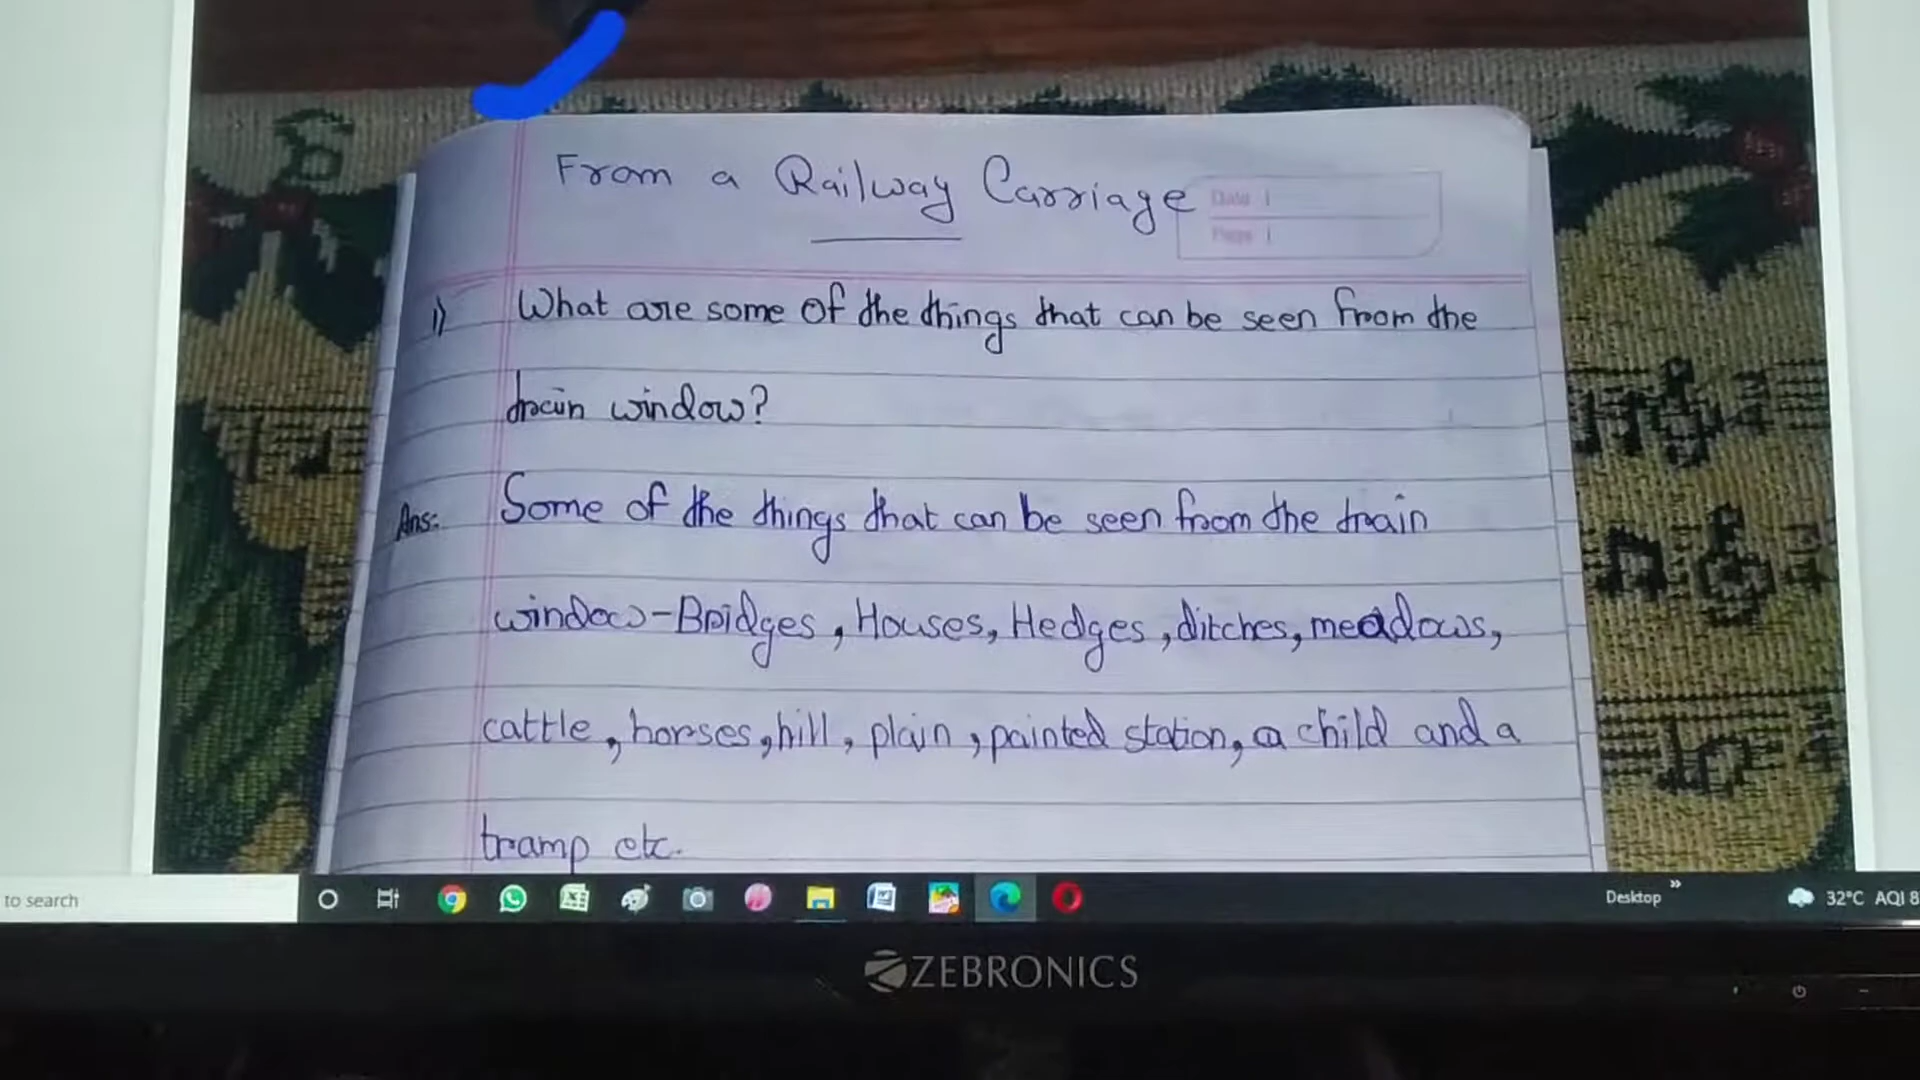 From a Railway Carriage
Date
Page
1) What are some of the things that can be seen from the
train window?
Ans:- Some of the things that can be seen from the train
window-Bridges, Houses, Hedges, ditches, meadows,
cattle, horses, hill, plain, painted station, a child and a
tramp etc.
to search
Desktop
32°C AQI 8
ZEBRONICS